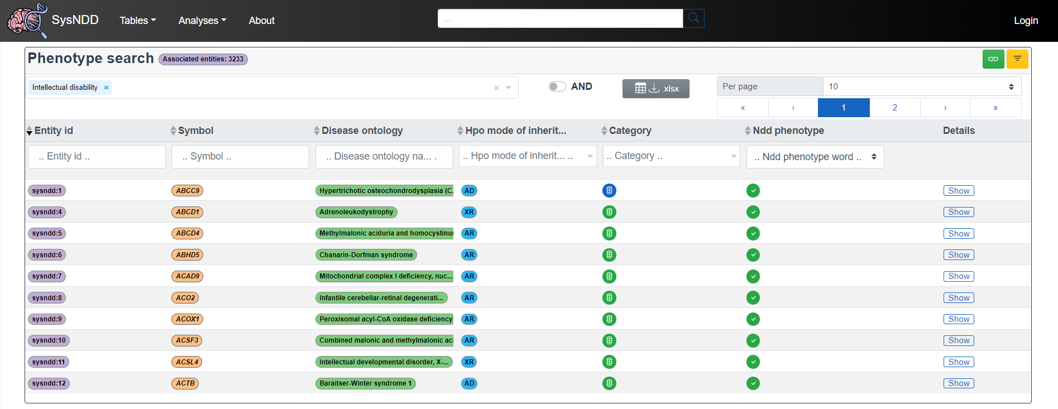 SysNDD Tables Analyses About ... Login
Phenotype search Associated entities: 3233
Intellectual disability × AND .xlsx Per page 10
« ‹ 1 2 › »
Entity id Symbol Disease ontology Hpo mode of inherit... Category Ndd phenotype Details
.. Entity id .. .. Symbol .. .. Disease ontology na... . .. Hpo mode of inherit... .. .. Category .. .. Ndd phenotype word ..
sysndd:1 ABCC9 Hypertrichotic osteochondrodysplasia (C... AD Show
sysndd:4 ABCD1 Adrenoleukodystrophy XR Show
sysndd:5 ABCD4 Methylmalonic aciduria and homocystinu AR Show
sysndd:6 ABHD5 Chanarin-Dorfman syndrome AR Show
sysndd:7 ACAD9 Mitochondrial complex I deficiency, nuc... AR Show
sysndd:8 ACO2 Infantile cerebellar-retinal degenerati... AR Show
sysndd:9 ACOX1 Peroxisomal acyl-CoA oxidase deficiency AR Show
sysndd:10 ACSF3 Combined malonic and methylmalonic ac AR Show
sysndd:11 ACSL4 Intellectual developmental disorder, X-... XR Show
sysndd:12 ACTB Baraitser-Winter syndrome 1 AD Show